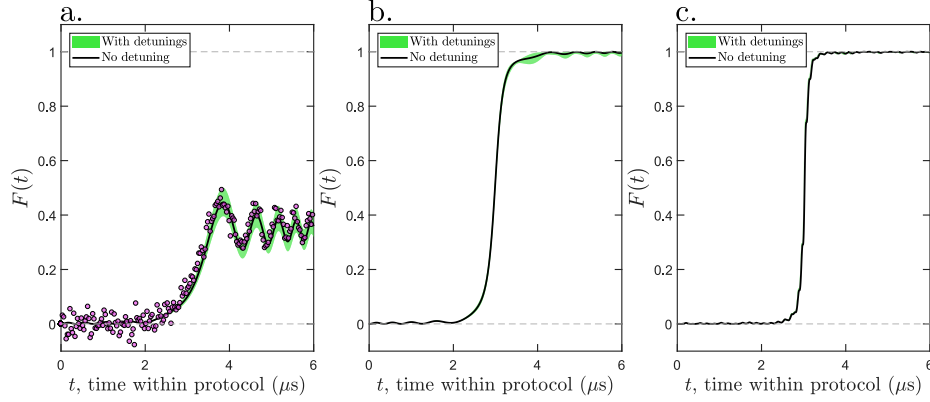 a.
With detunings
No detuning
1
0.8
0.6
0.4
0.2
0
0
2
4
6
F(t)
t, time within protocol (μs)
b.
With detunings
No detuning
1
0.8
0.6
0.4
0.2
0
0
2
4
6
F(t)
t, time within protocol (μs)
c.
With detunings
No detuning
1
0.8
0.6
0.4
0.2
0
0
2
4
6
F(t)
t, time within protocol (μs)